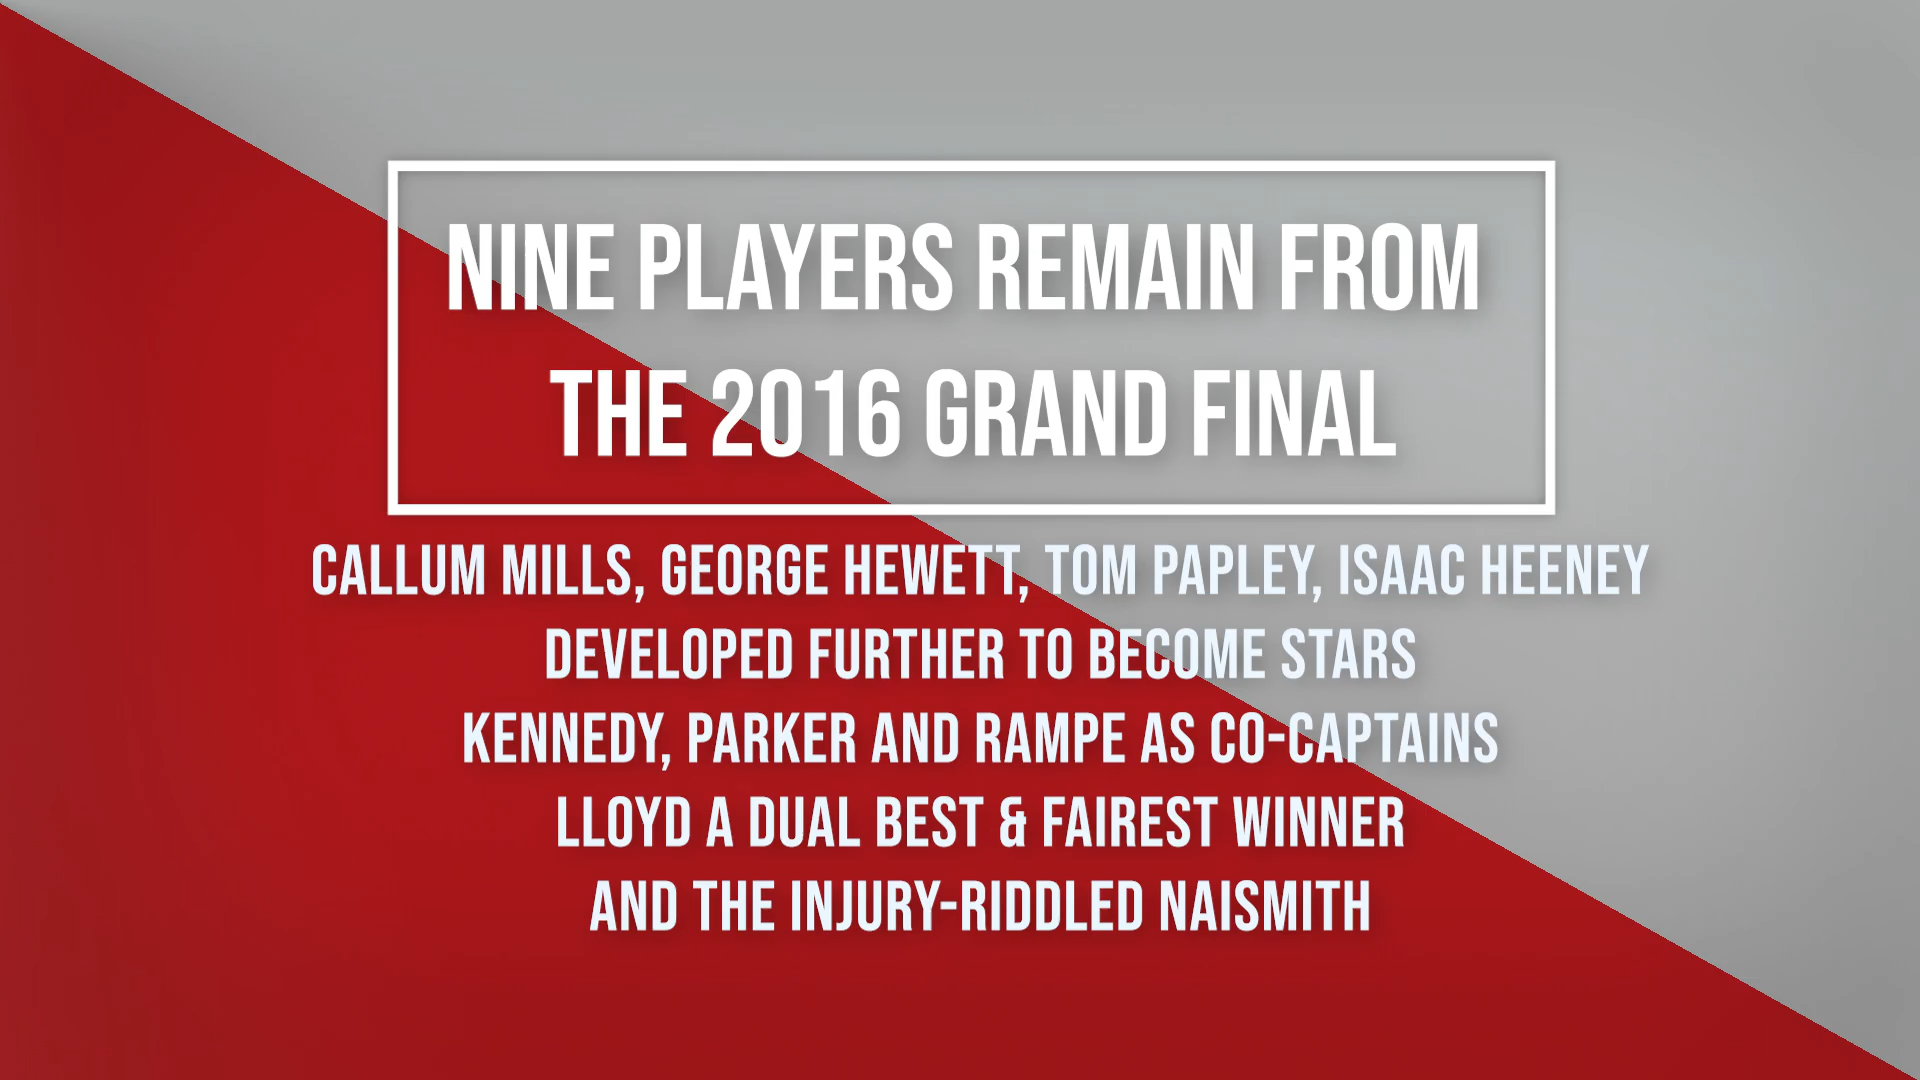 NINE PLAYERS REMAIN FROM
THE 2016 GRAND FINAL
CALLUM MILLS, GEORGE HEWETT, TOM PAPLEY, ISAAC HEENEY
DEVELOPED FURTHER TO BECOME STARS
KENNEDY, PARKER AND RAMPE AS CO-CAPTAINS
LLOYD A DUAL BEST & FAIREST WINNER
AND THE INJURY-RIDDLED NAISMITH